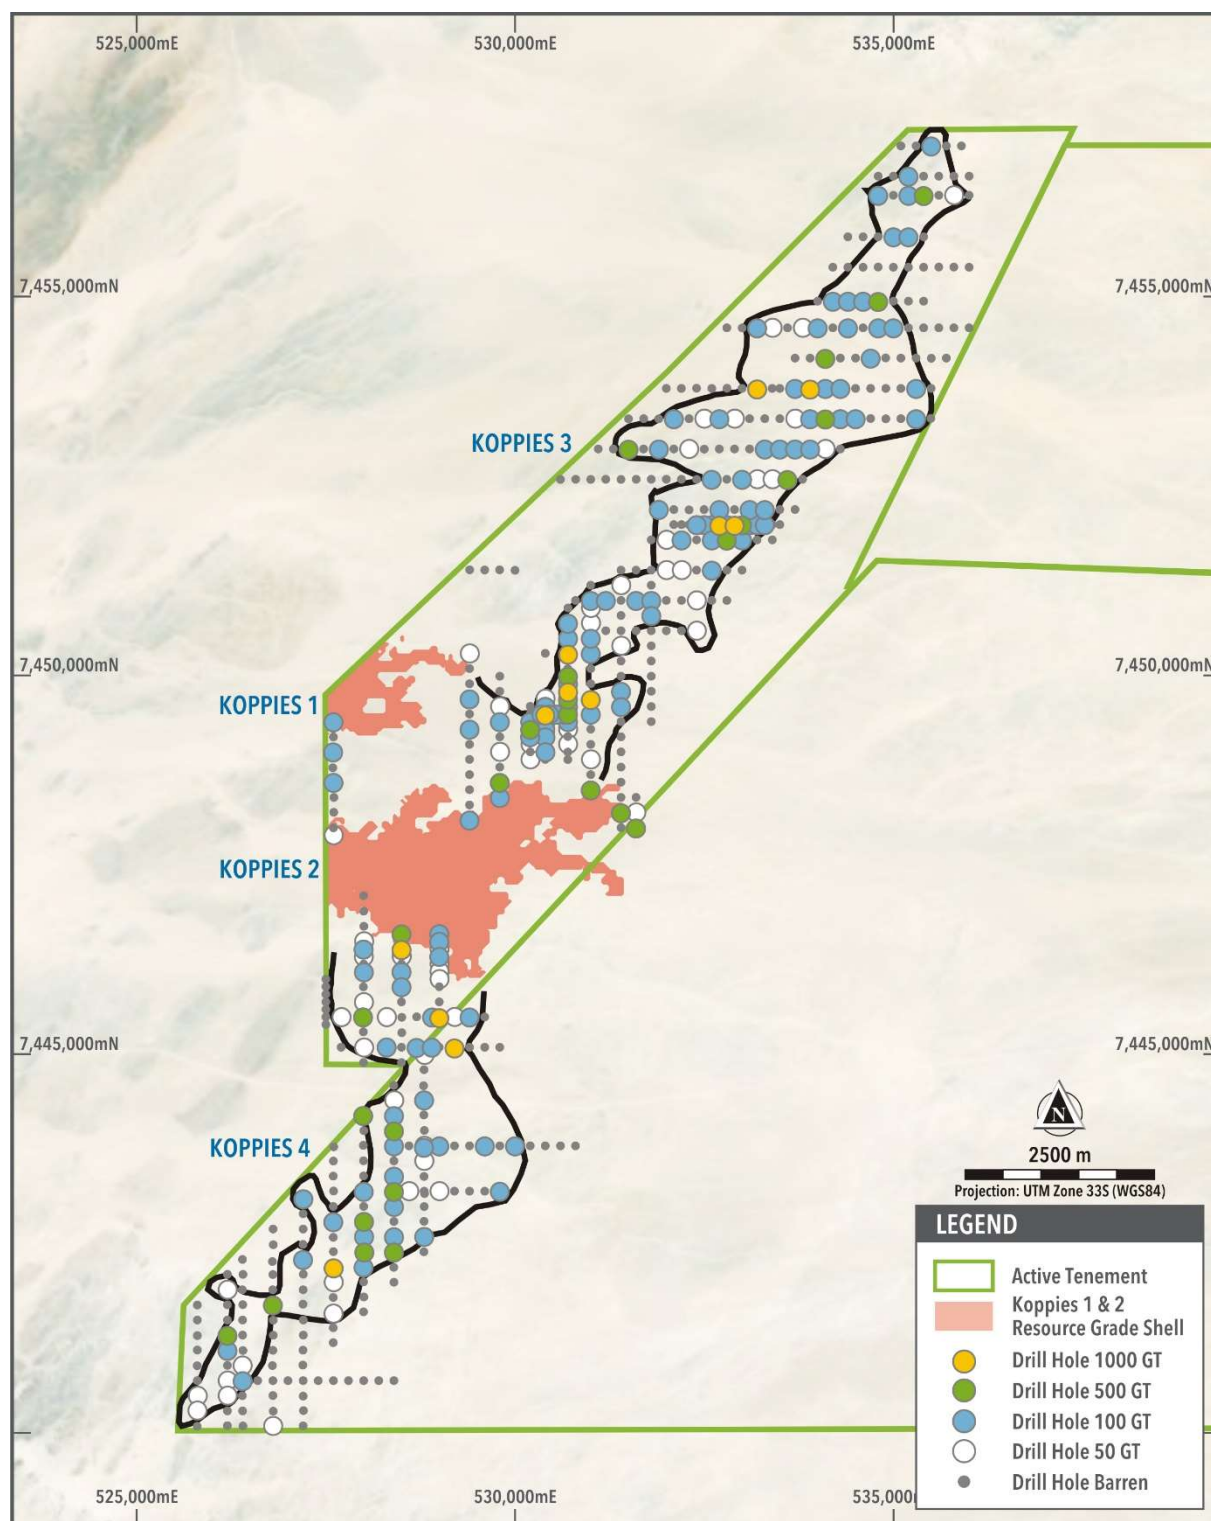 525,000mE
530,000mE
535,000mE
7,455,000mN
7,455,000mN
KOPPIES 3
7,450,000mN
7,450,000mN
KOPPIES 1
KOPPIES 2
7,445,000mN
7,445,000mN
KOPPIES 4
N
2500 m
Projection: UTM Zone 33S (WGS84)
LEGEND
Active Tenement
Koppies 1 & 2
Resource Grade Shell
Drill Hole 1000 GT
Drill Hole 500 GT
Drill Hole 100 GT
Drill Hole 50 GT
Drill Hole Barren
525,000mE
530,000mE
535,000mE